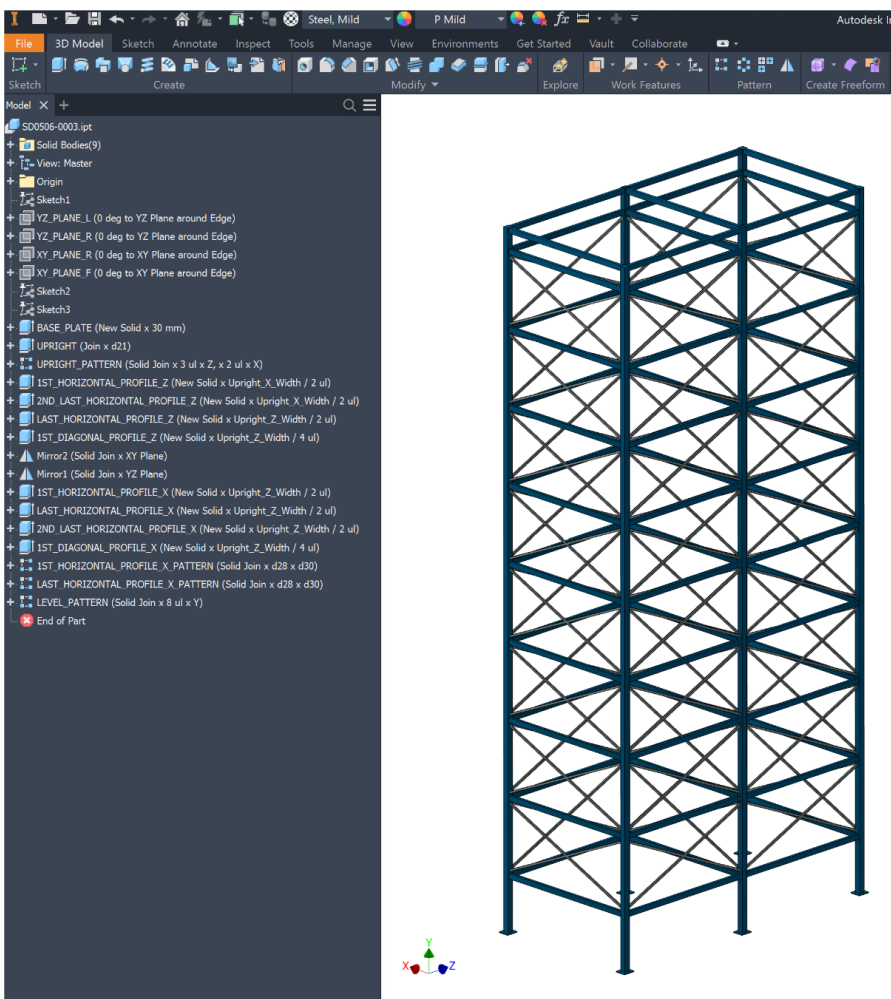 Steel, Mild P Mild fx Autodesk In
File 3D Model Sketch Annotate Inspect Tools Manage View Environments Get Started Vault Collaborate
Sketch Create Modify Explore Work Features Pattern Create Freeform
Model
SD0506-0003.ipt
Solid Bodies(9)
View: Master
Origin
Sketch1
YZ_PLANE_L (0 deg to YZ Plane around Edge)
YZ_PLANE_R (0 deg to YZ Plane around Edge)
XY_PLANE_R (0 deg to XY Plane around Edge)
XY_PLANE_F (0 deg to XY Plane around Edge)
Sketch2
Sketch3
BASE_PLATE (New Solid x 30 mm)
UPRIGHT (Join x d21)
UPRIGHT_PATTERN (Solid Join x 3 ul x Z, x 2 ul x X)
1ST_HORIZONTAL_PROFILE_Z (New Solid x Upright_X_Width / 2 ul)
2ND_LAST_HORIZONTAL_PROFILE_Z (New Solid x Upright_X_Width / 2 ul)
LAST_HORIZONTAL_PROFILE_Z (New Solid x Upright_Z_Width / 2 ul)
1ST_DIAGONAL_PROFILE_Z (New Solid x Upright_Z_Width / 4 ul)
Mirror2 (Solid Join x XY Plane)
Mirror1 (Solid Join x YZ Plane)
1ST_HORIZONTAL_PROFILE_X (New Solid x Upright_Z_Width / 2 ul)
LAST_HORIZONTAL_PROFILE_X (New Solid x Upright_Z_Width / 2 ul)
2ND_LAST_HORIZONTAL_PROFILE_X (New Solid x Upright_Z_Width / 2 ul)
1ST_DIAGONAL_PROFILE_X (New Solid x Upright_Z_Width / 4 ul)
1ST_HORIZONTAL_PROFILE_X_PATTERN (Solid Join x d28 x d30)
LAST_HORIZONTAL_PROFILE_X_PATTERN (Solid Join x d28 x d30)
LEVEL_PATTERN (Solid Join x 8 ul x Y)
End of Part
Y
X Z